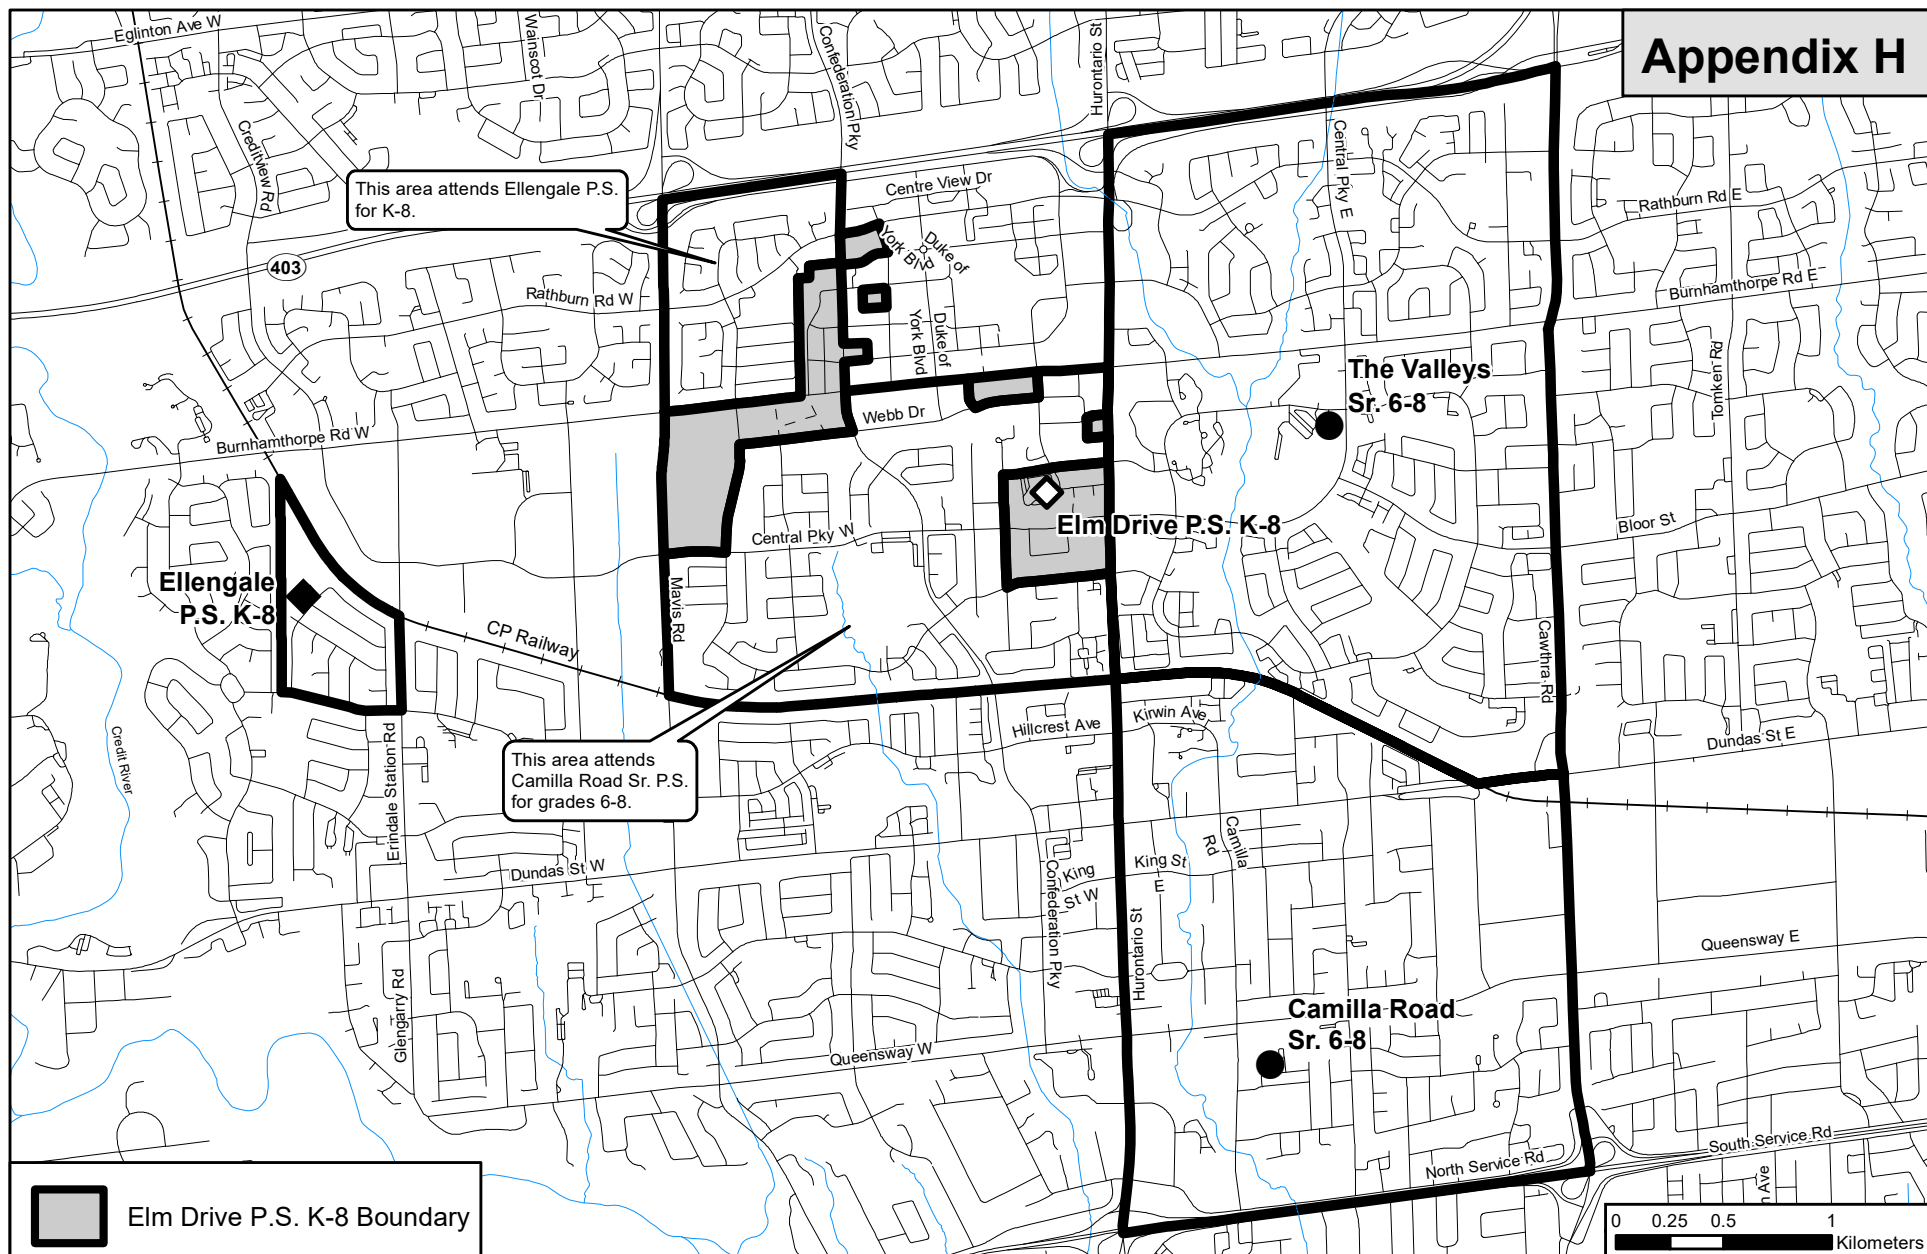 Appendix H
Eglinton Ave W
Wainscot Dr
Confederation Pky
Hurontario St
Creditview Rd
Central Pky E
This area attends Ellengale P.S.
for K-8.
Centre View Dr
Rathburn Rd E
Duke of
York Blvd
403
Rathburn Rd W
Burnhamthorpe Rd E
Duke of
York Blvd
Tomken Rd
The Valleys
Sr. 6-8
Webb Dr
Burnhamthorpe Rd W
Elm Drive P.S. K-8
Bloor St
Central Pky W
Ellengale
P.S. K-8
Mavis Rd
CP Railway
Cawthra Rd
Hillcrest Ave
Kirwin Ave
Credit River
Erindale Station Rd
This area attends
Camilla Road Sr. P.S.
for grades 6-8.
Dundas St E
Camilla
Rd
King St
E
King
St W
Dundas St W
Confederation Pky
Hurontario St
Queensway E
Glengarry Rd
Camilla Road
Sr. 6-8
Queensway W
South Service Rd
North Service Rd
Elm Drive P.S. K-8 Boundary
0 0.25 0.5 1
Kilometers